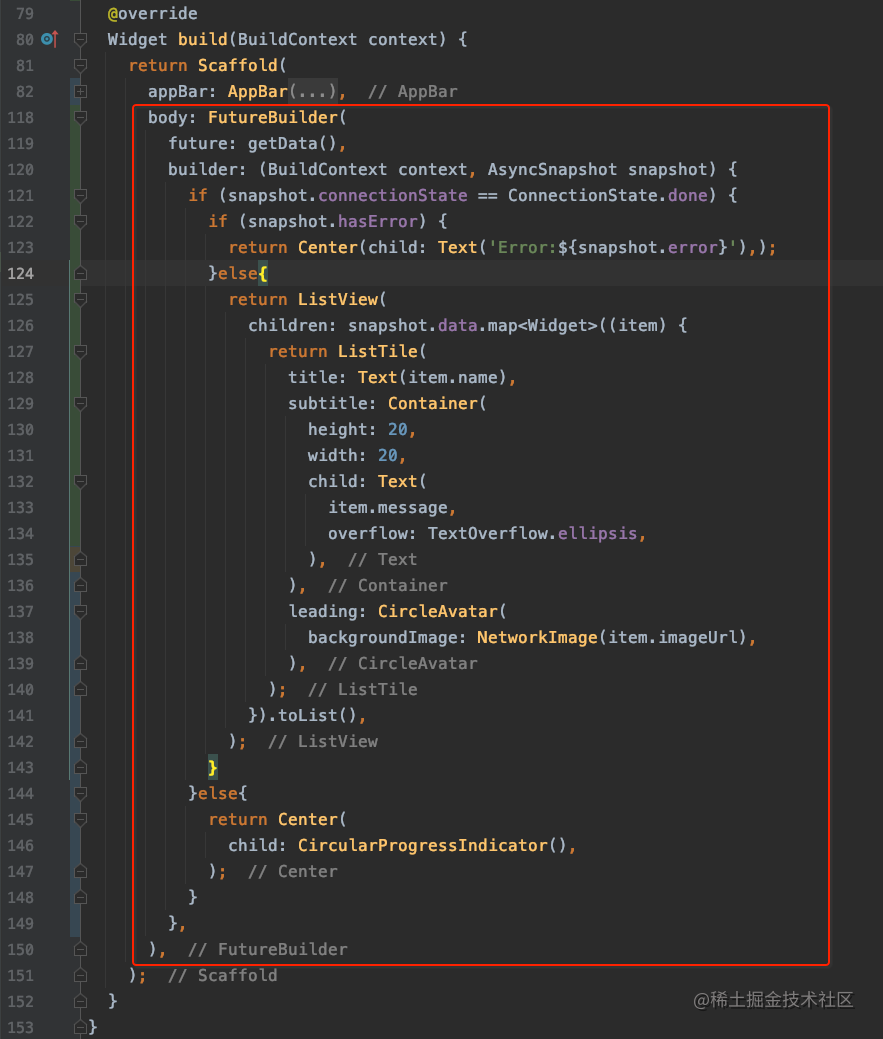 79 @override
80 Widget build(BuildContext context) {
81 return Scaffold(
82 appBar: AppBar(...), // AppBar
118 body: FutureBuilder(
119 future: getData(),
120 builder: (BuildContext context, AsyncSnapshot snapshot) {
121 if (snapshot.connectionState == ConnectionState.done) {
122 if (snapshot.hasError) {
123 return Center(child: Text('Error:${snapshot.error}'),);
124 }else{
125 return ListView(
126 children: snapshot.data.map<Widget>((item) {
127 return ListTile(
128 title: Text(item.name),
129 subtitle: Container(
130 height: 20,
131 width: 20,
132 child: Text(
133 item.message,
134 overflow: TextOverflow.ellipsis,
135 ), // Text
136 ), // Container
137 leading: CircleAvatar(
138 backgroundImage: NetworkImage(item.imageUrl),
139 ), // CircleAvatar
140 ); // ListTile
141 }).toList(),
142 ); // ListView
143 }
144 }else{
145 return Center(
146 child: CircularProgressIndicator(),
147 ); // Center
148 }
149 },
150 ), // FutureBuilder
151 ); // Scaffold
152 }
153 }
@稀土掘金技术社区